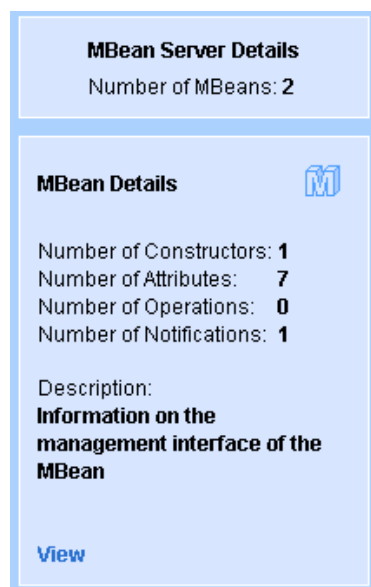 MBean Server Details
Number of MBeans: 2
MBean Details
Number of Constructors: 1
Number of Attributes: 7
Number of Operations: 0
Number of Notifications: 1
Description:
Information on the
management interface of the
MBean
View